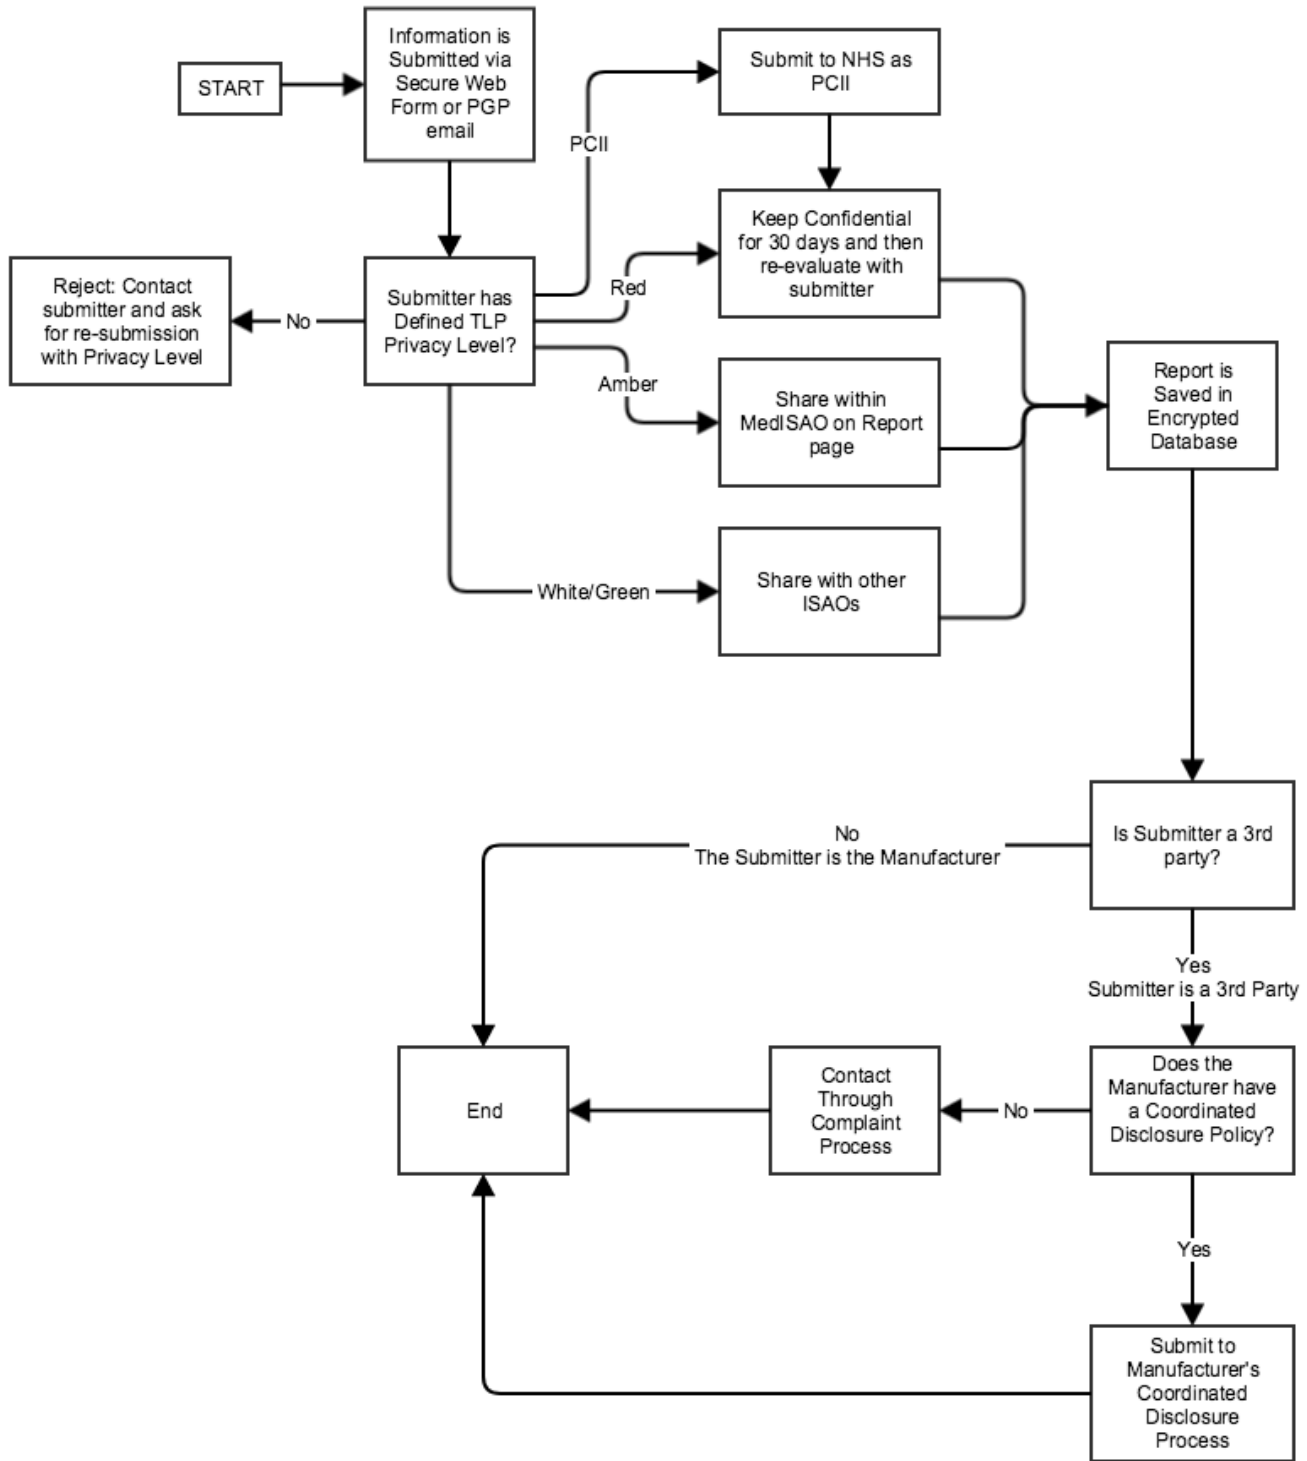 START
Information is
Submitted via
Secure Web
Form or PGP
email
Submit to NHS as
PCII
PCII
Keep Confidential
for 30 days and then
re-evaluate with
submitter
Red
Reject: Contact
submitter and ask
for re-submission
with Privacy Level
No
Submitter has
Defined TLP
Privacy Level?
Amber
Share within
MedISAO on Report
page
Report is
Saved in
Encrypted
Database
White/Green
Share with other
ISAOs
No
The Submitter is the Manufacturer
Is Submitter a 3rd
party?
Yes
Submitter is a 3rd Party
End
Contact
Through
Complaint
Process
No
Does the
Manufacturer have
a Coordinated
Disclosure Policy?
Yes
Submit to
Manufacturer's
Coordinated
Disclosure
Process